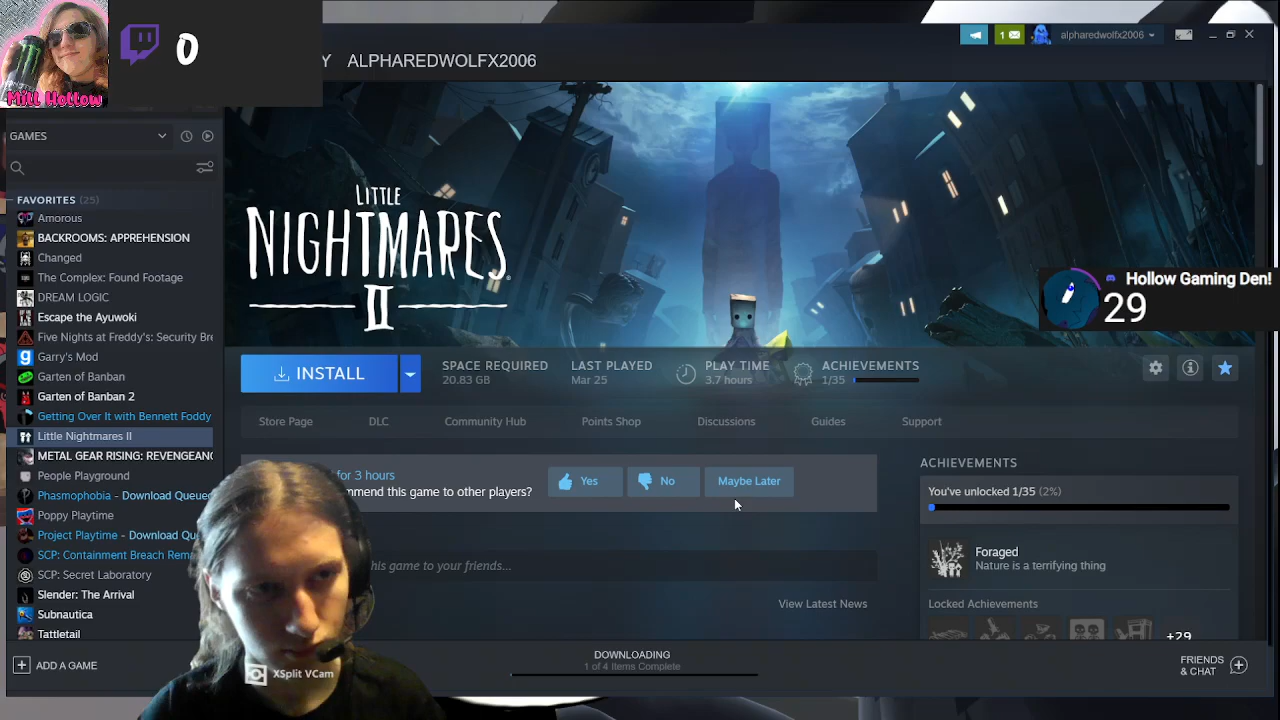 Mill Hollow
0
Y ALPHAREDWOLFX2006
1
alpharedwolfx2006
GAMES
FAVORITES (25)
Amorous
BACKROOMS: APPREHENSION
Changed
The Complex: Found Footage
DREAM LOGIC
Escape the Ayuwoki
Five Nights at Freddy's: Security Bre
Garry's Mod
Garten of Banban
Garten of Banban 2
Getting Over It with Bennett Foddy
Little Nightmares II
METAL GEAR RISING: REVENGEANC
People Playground
Phasmophobia - Download Queue
Poppy Playtime
Project Playtime - Download Qu
SCP: Containment Breach Rem
SCP: Secret Laboratory
Slender: The Arrival
Subnautica
Tattletail
LITTLE
NIGHTMARES
II
Hollow Gaming Den!
29
INSTALL
SPACE REQUIRED
20.83 GB
LAST PLAYED
Mar 25
PLAY TIME
3.7 hours
ACHIEVEMENTS
1/35
Store Page
DLC
Community Hub
Points Shop
Discussions
Guides
Support
for 3 hours
mmend this game to other players?
Yes
No
Maybe Later
his game to your friends...
View Latest News
ACHIEVEMENTS
You've unlocked 1/35 (2%)
Foraged
Nature is a terrifying thing
Locked Achievements
+29
ADD A GAME
XSplit VCam
DOWNLOADING
1 of 4 Items Complete
FRIENDS
& CHAT